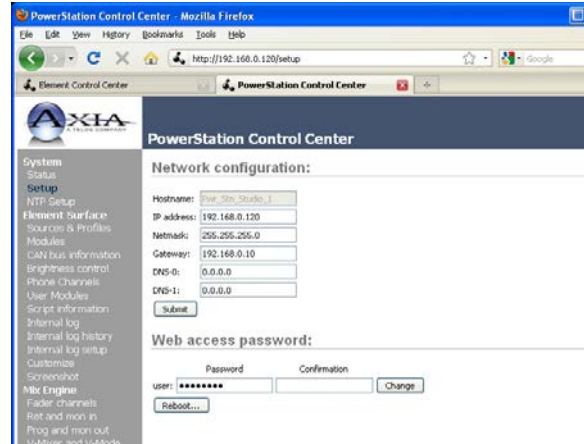 PowerStation Control Center - Mozilla Firefox
File Edit View History Bookmarks Tools Help
http://192.168.0.120/setup
Google
Element Control Center
PowerStation Control Center
AXIA
A TELOS COMPANY
PowerStation Control Center
System
Status
Setup
NTP Setup
Element Surface
Sources & Profiles
Modules
CAN bus information
Brightness control
Phone Channels
User Modules
Script information
Internal log
Internal log history
Internal log setup
Customize
Screenshot
Mix Engine
Fader channels
Ret and mon in
Prog and mon out
V-Mixer and V-Mode
Network configuration:
Hostname: Pwr_Stn_Studio_1
IP address: 192.168.0.120
Netmask: 255.255.255.0
Gateway: 192.168.0.10
DNS-0: 0.0.0.0
DNS-1: 0.0.0.0
Submit
Web access password:
Password Confirmation
user: ●●●●●●●● Change
Reboot...